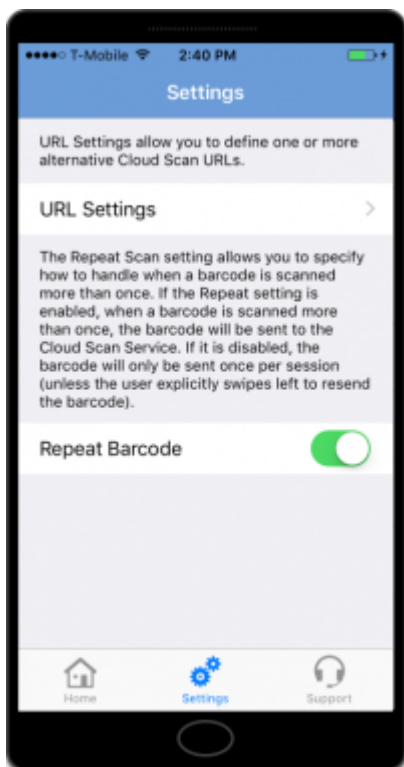 T-Mobile 2:40 PM
Settings
URL Settings allow you to define one or more
alternative Cloud Scan URLs.
URL Settings
The Repeat Scan setting allows you to specify
how to handle when a barcode is scanned
more than once. If the Repeat setting is
enabled, when a barcode is scanned more
than once, the barcode will be sent to the
Cloud Scan Service. If it is disabled, the
barcode will only be sent once per session
(unless the user explicitly swipes left to resend
the barcode).
Repeat Barcode
Home Settings Support